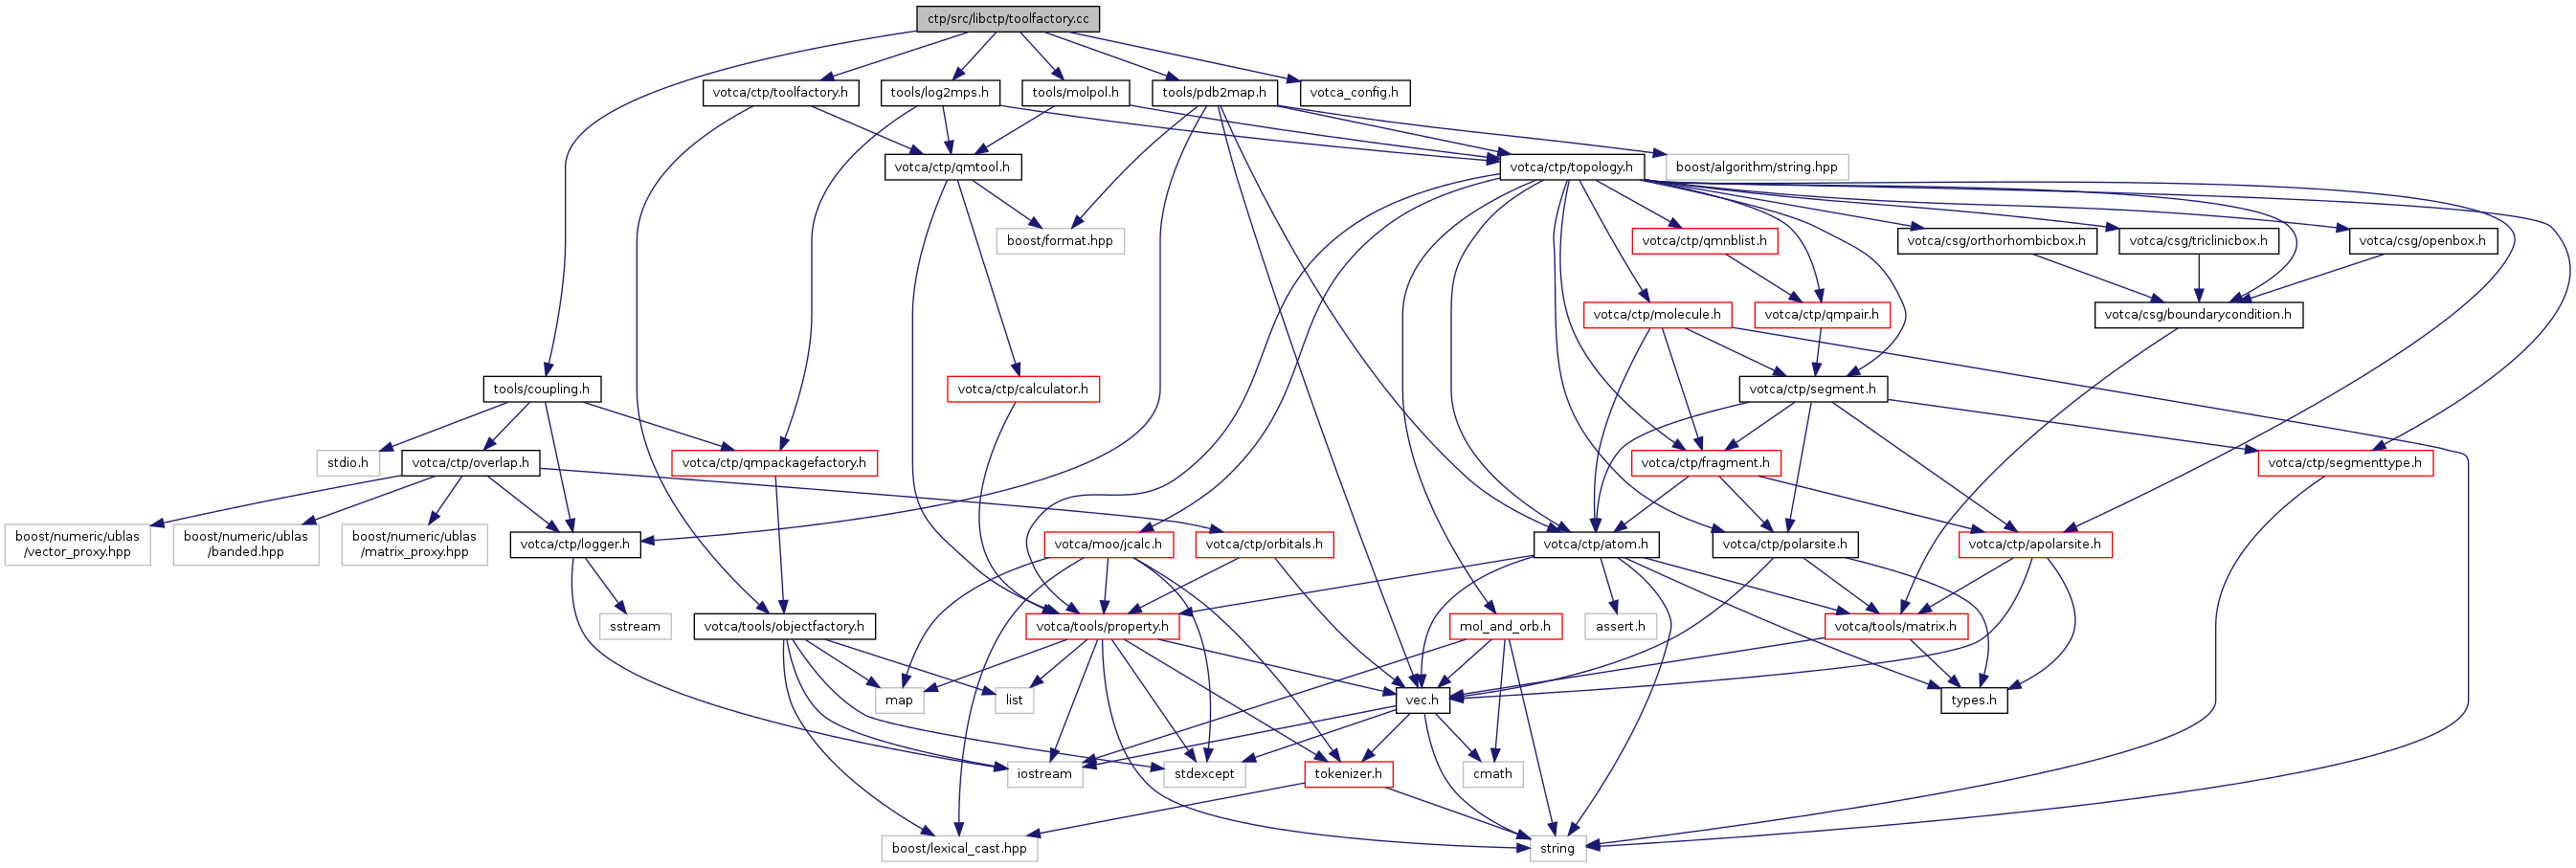 ctp/src/libctp/toolfactory.cc
votca/ctp/toolfactory.h
tools/log2mps.h
tools/molpol.h
tools/pdb2map.h
votca_config.h
votca/ctp/qmtool.h
votca/ctp/topology.h
boost/algorithm/string.hpp
boost/format.hpp
votca/ctp/qmnblist.h
votca/csg/orthorhombicbox.h
votca/csg/triclinicbox.h
votca/csg/openbox.h
votca/ctp/molecule.h
votca/ctp/qmpair.h
votca/csg/boundarycondition.h
tools/coupling.h
votca/ctp/calculator.h
votca/ctp/segment.h
stdio.h
votca/ctp/overlap.h
votca/ctp/qmpackagefactory.h
votca/ctp/fragment.h
votca/ctp/segmenttype.h
boost/numeric/ublas
/vector_proxy.hpp
boost/numeric/ublas
/banded.hpp
boost/numeric/ublas
/matrix_proxy.hpp
votca/ctp/logger.h
votca/moo/jcalc.h
votca/ctp/orbitals.h
votca/ctp/atom.h
votca/ctp/polarsite.h
votca/ctp/apolarsite.h
sstream
votca/tools/objectfactory.h
votca/tools/property.h
mol_and_orb.h
assert.h
votca/tools/matrix.h
map
list
vec.h
types.h
iostream
stdexcept
tokenizer.h
cmath
boost/lexical_cast.hpp
string